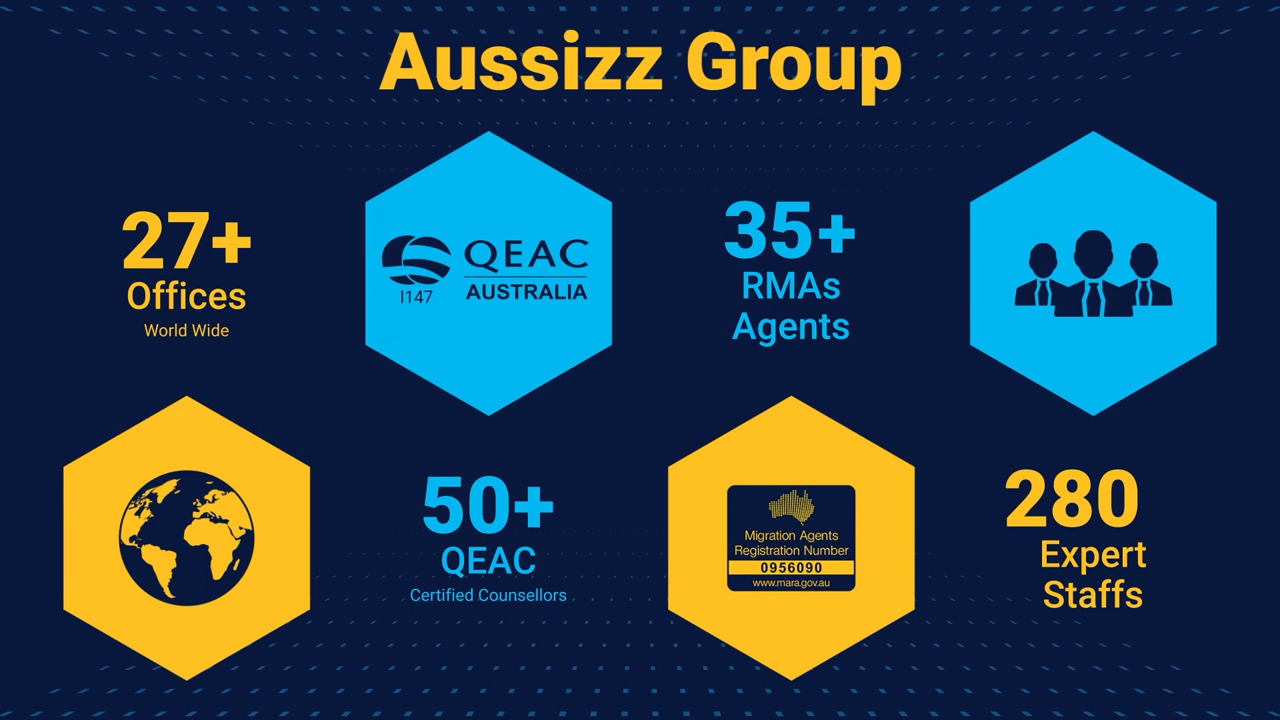 Aussizz Group
27+
Offices
World Wide
QEAC
AUSTRALIA
I147
35+
RMAs
Agents
50+
QEAC
Certified Counsellors
Migration Agents
Registration Number
0956090
www.mara.gov.au
280
Expert
Staffs